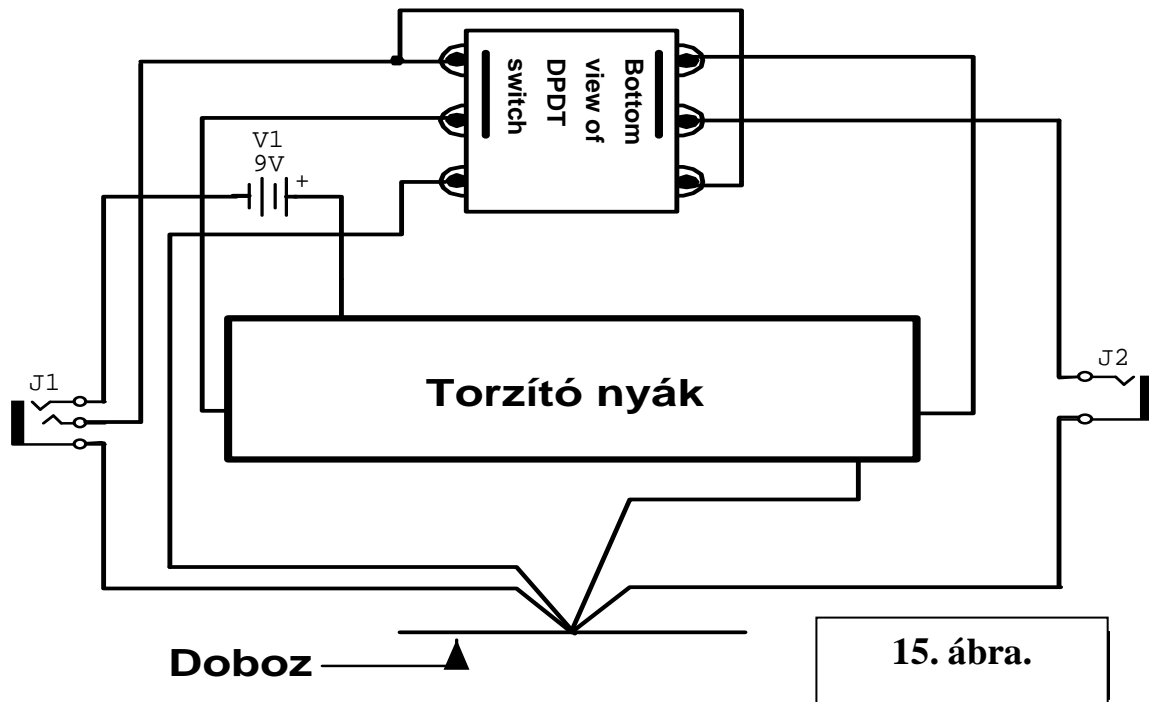 Bottom
view of
DPDT
switch
V1
9V
+
J1
J2
Torzító nyák
Doboz
15. ábra.